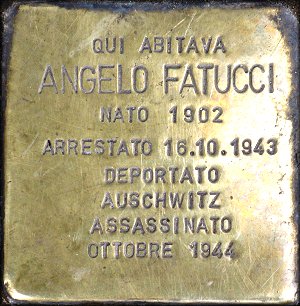 QUI ABITAVA
ANGELO FATUCCI
NATO 1902
ARRESTATO 16.10.1943
DEPORTATO
AUSCHWITZ
ASSASSINATO
OTTOBRE 1944